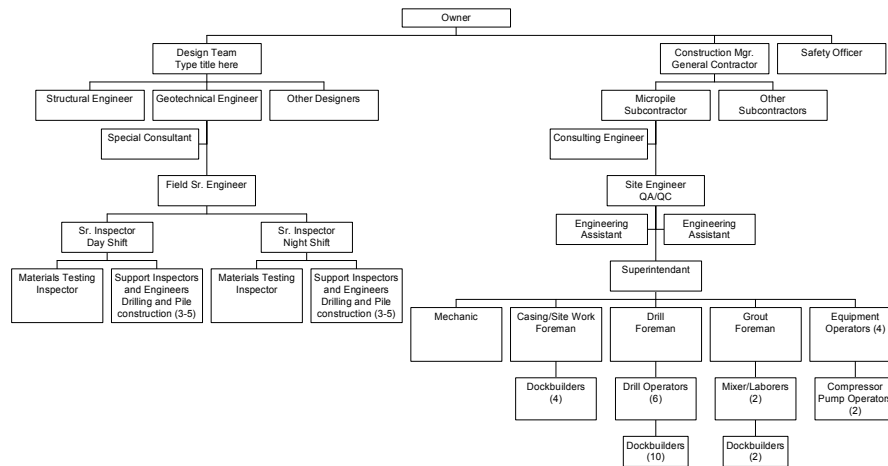 Owner
Design Team
Type title here
Construction Mgr.
General Contractor
Safety Officer
Structural Engineer
Geotechnical Engineer
Other Designers
Micropile
Subcontractor
Other
Subcontractors
Special Consultant
Consulting Engineer
Field Sr. Engineer
Site Engineer
QA/QC
Sr. Inspector
Day Shift
Sr. Inspector
Night Shift
Engineering
Assistant
Engineering
Assistant
Materials Testing
Inspector
Support Inspectors
and Engineers
Drilling and Pile
construction (3-5)
Materials Testing
Inspector
Support Inspectors
and Engineers
Drilling and Pile
construction (3-5)
Superintendant
Mechanic
Casing/Site Work
Foreman
Drill
Foreman
Grout
Foreman
Equipment
Operators (4)
Dockbuilders
(4)
Drill Operators
(6)
Mixer/Laborers
(2)
Compressor
Pump Operators
(2)
Dockbuilders
(10)
Dockbuilders
(2)